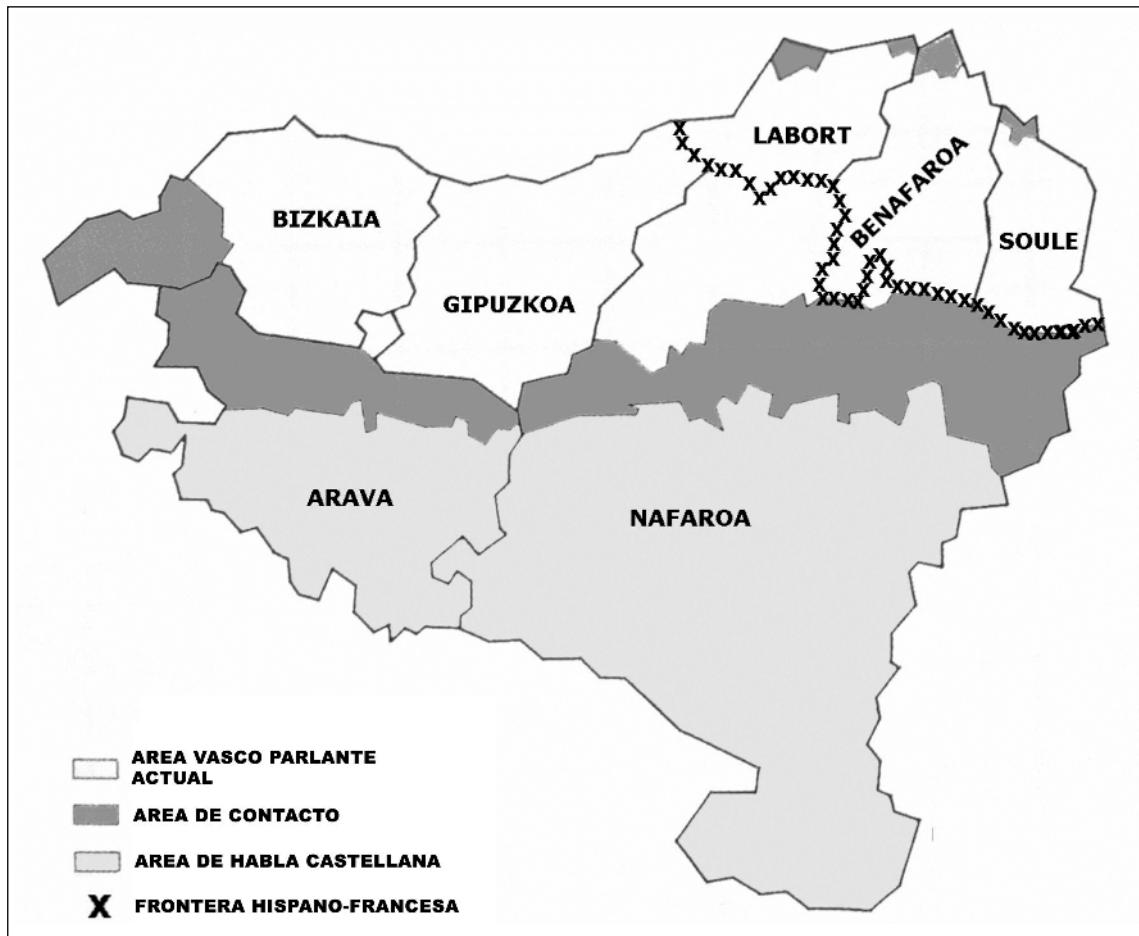 LABORT
BENAFAROA
BIZKAIA
SOULE
GIPUZKOA
ARAVA
NAFAROA
AREA VASCO PARLANTE
ACTUAL
AREA DE CONTACTO
AREA DE HABLA CASTELLANA
X FRONTERA HISPANO-FRANCESA